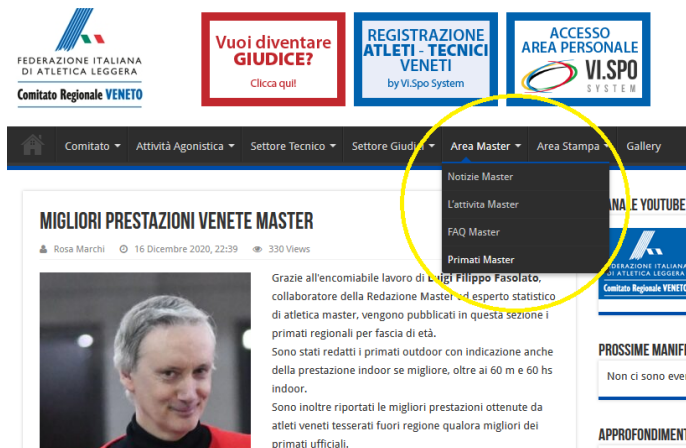 FEDERAZIONE ITALIANA
DI ATLETICA LEGGERA
Comitato Regionale VENETO
Vuoi diventare
GIUDICE?
Clicca qui!
REGISTRAZIONE
ATLETI - TECNICI
VENETI
by Vi.Spo System
ACCESSO
AREA PERSONALE
VI.SPO
SYSTEM
Comitato
Attività Agonistica
Settore Tecnico
Settore Giudici
Area Master
Area Stampa
Gallery
Notizie Master
L'attivita Master
FAQ Master
Primati Master
MIGLIORI PRESTAZIONI VENETE MASTER
Rosa Marchi 16 Dicembre 2020, 22:39 330 Views
Grazie all'encomiabile lavoro di Luigi Filippo Fasolato,
collaboratore della Redazione Master ed esperto statistico
di atletica master, vengono pubblicati in questa sezione i
primati regionali per fascia di età.
Sono stati redatti i primati outdoor con indicazione anche
della prestazione indoor se migliore, oltre ai 60 m e 60 hs
indoor.
Sono inoltre riportati le migliori prestazioni ottenute da
atleti veneti tesserati fuori regione qualora migliori dei
primati ufficiali.
YOUTUBE
FEDERAZIONE ITALIANA
DI ATLETICA LEGGERA
Comitato Regionale VENETO
PROSSIME MANIF
Non ci sono eve
APPROFONDIMENT